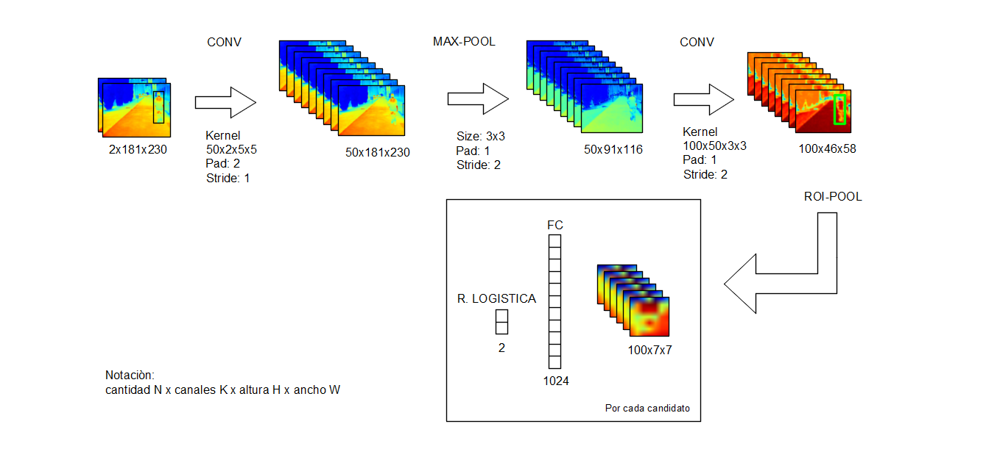 CONV
MAX-POOL
CONV
2x181x230
Kernel
50x2x5x5
Pad: 2
Stride: 1
50x181x230
Size: 3x3
Pad: 1
Stride: 2
50x91x116
Kernel
100x50x3x3
Pad: 1
Stride: 2
100x46x58
ROI-POOL
FC
R. LOGISTICA
2
1024
100x7x7
Por cada candidato
Notaciòn:
cantidad N x canales K x altura H x ancho W